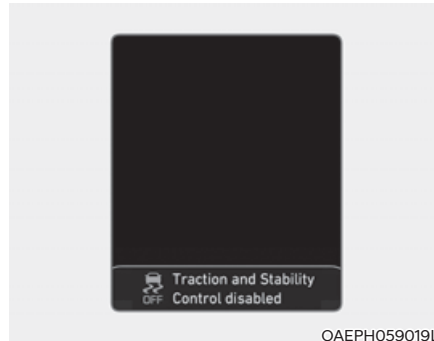 Traction and Stability
OFF Control disabled
OAEPH059019L